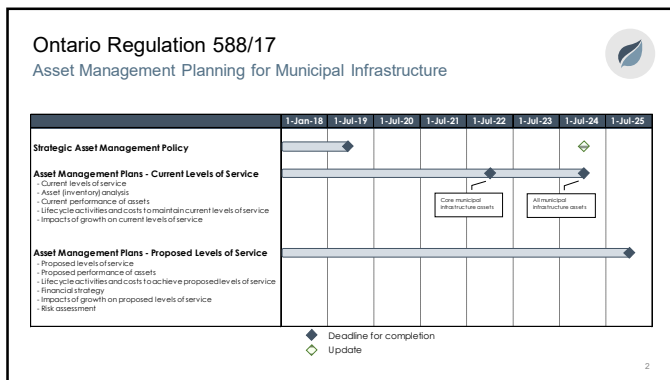 Ontario Regulation 588/17
Asset Management Planning for Municipal Infrastructure
1-Jan-18 1-Jul-19 1-Jul-20 1-Jul-21 1-Jul-22 1-Jul-23 1-Jul-24 1-Jul-25
Strategic Asset Management Policy
Asset Management Plans - Current Levels of Service
- Current levels of service
- Asset (inventory) analysis
- Current performance of assets
- Lifecycle activities and costs to maintain current levels of service
- Impacts of growth on current levels of service
Core municipal
infrastructure assets
All municipal
infrastructure assets
Asset Management Plans - Proposed Levels of Service
- Proposed levels of service
- Proposed performance of assets
- Lifecycle activities and costs to achieve proposed levels of service
- Financial strategy
- Impacts of growth on proposed levels of service
- Risk assessment
Deadline for completion
Update
2